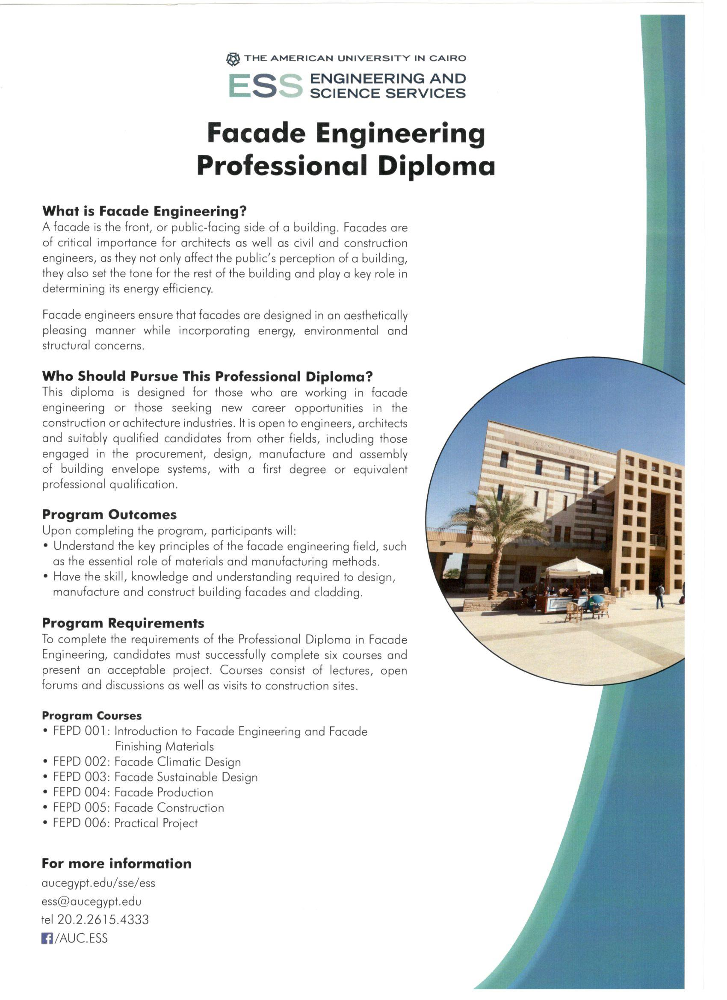 THE AMERICAN UNIVERSITY IN CAIRO
ESS ENGINEERING AND
SCIENCE SERVICES
Facade Engineering
Professional Diploma
What is Facade Engineering?
A facade is the front, or public-facing side of a building. Facades are
of critical importance for architects as well as civil and construction
engineers, as they not only affect the public's perception of a building,
they also set the tone for the rest of the building and play a key role in
determining its energy efficiency.
Facade engineers ensure that facades are designed in an aesthetically
pleasing manner while incorporating energy, environmental and
structural concerns.
Who Should Pursue This Professional Diploma?
This diploma is designed for those who are working in facade
engineering or those seeking new career opportunities in the
construction or achitecture industries. It is open to engineers, architects
and suitably qualified candidates from other fields, including those
engaged in the procurement, design, manufacture and assembly
of building envelope systems, with a first degree or equivalent
professional qualification.
AUC LIBRARY
Program Outcomes
Upon completing the program, participants will:
• Understand the key principles of the facade engineering field, such
as the essential role of materials and manufacturing methods.
• Have the skill, knowledge and understanding required to design,
manufacture and construct building facades and cladding.
Program Requirements
To complete the requirements of the Professional Diploma in Facade
Engineering, candidates must successfully complete six courses and
present an acceptable project. Courses consist of lectures, open
forums and discussions as well as visits to construction sites.
Program Courses
• FEPD 001: Introduction to Facade Engineering and Facade
Finishing Materials
• FEPD 002: Facade Climatic Design
• FEPD 003: Facade Sustainable Design
• FEPD 004: Facade Production
• FEPD 005: Facade Construction
• FEPD 006: Practical Project
For more information
aucegypt.edu/sse/ess
ess@aucegypt.edu
tel 20.2.2615.4333
f/AUC.ESS